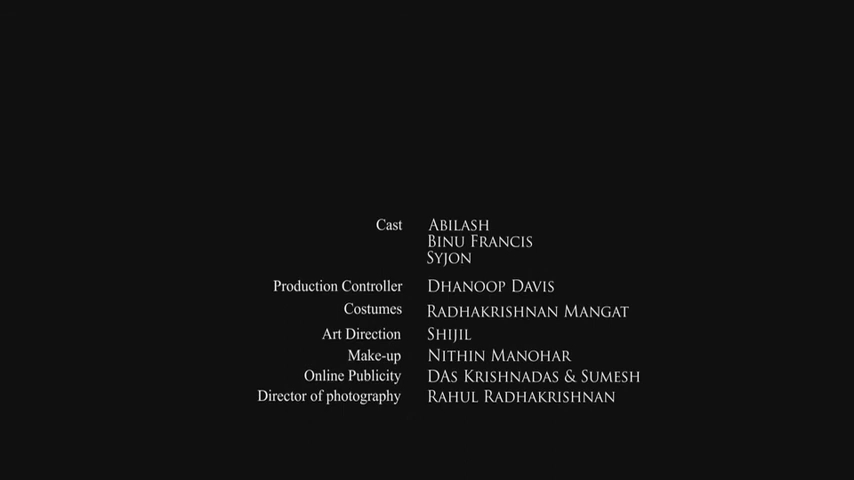 Cast ABILASH
BINU FRANCIS
SYJON
Production Controller DHANOOP DAVIS
Costumes RADHAKRISHNAN MANGAT
Art Direction SHIJIL
Make-up NITHIN MANOHAR
Online Publicity DAS KRISHNADAS & SUMESH
Director of photography RAHUL RADHAKRISHNAN